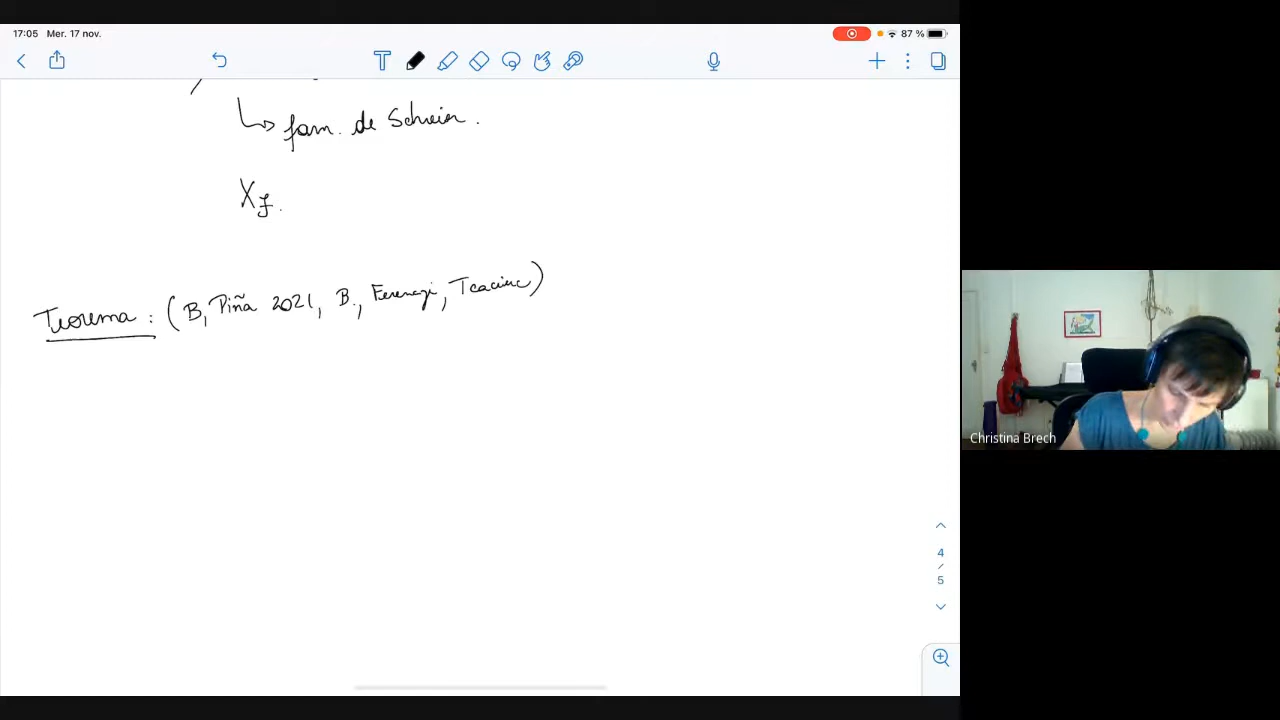 17:05 Mer. 17 nov.
87 %
↳ fam. de Schreier.
X_F.
Teorema : (B, Piña 2021, B., Ferenczi, Tcaciuc)
Christina Brech
4
/
5